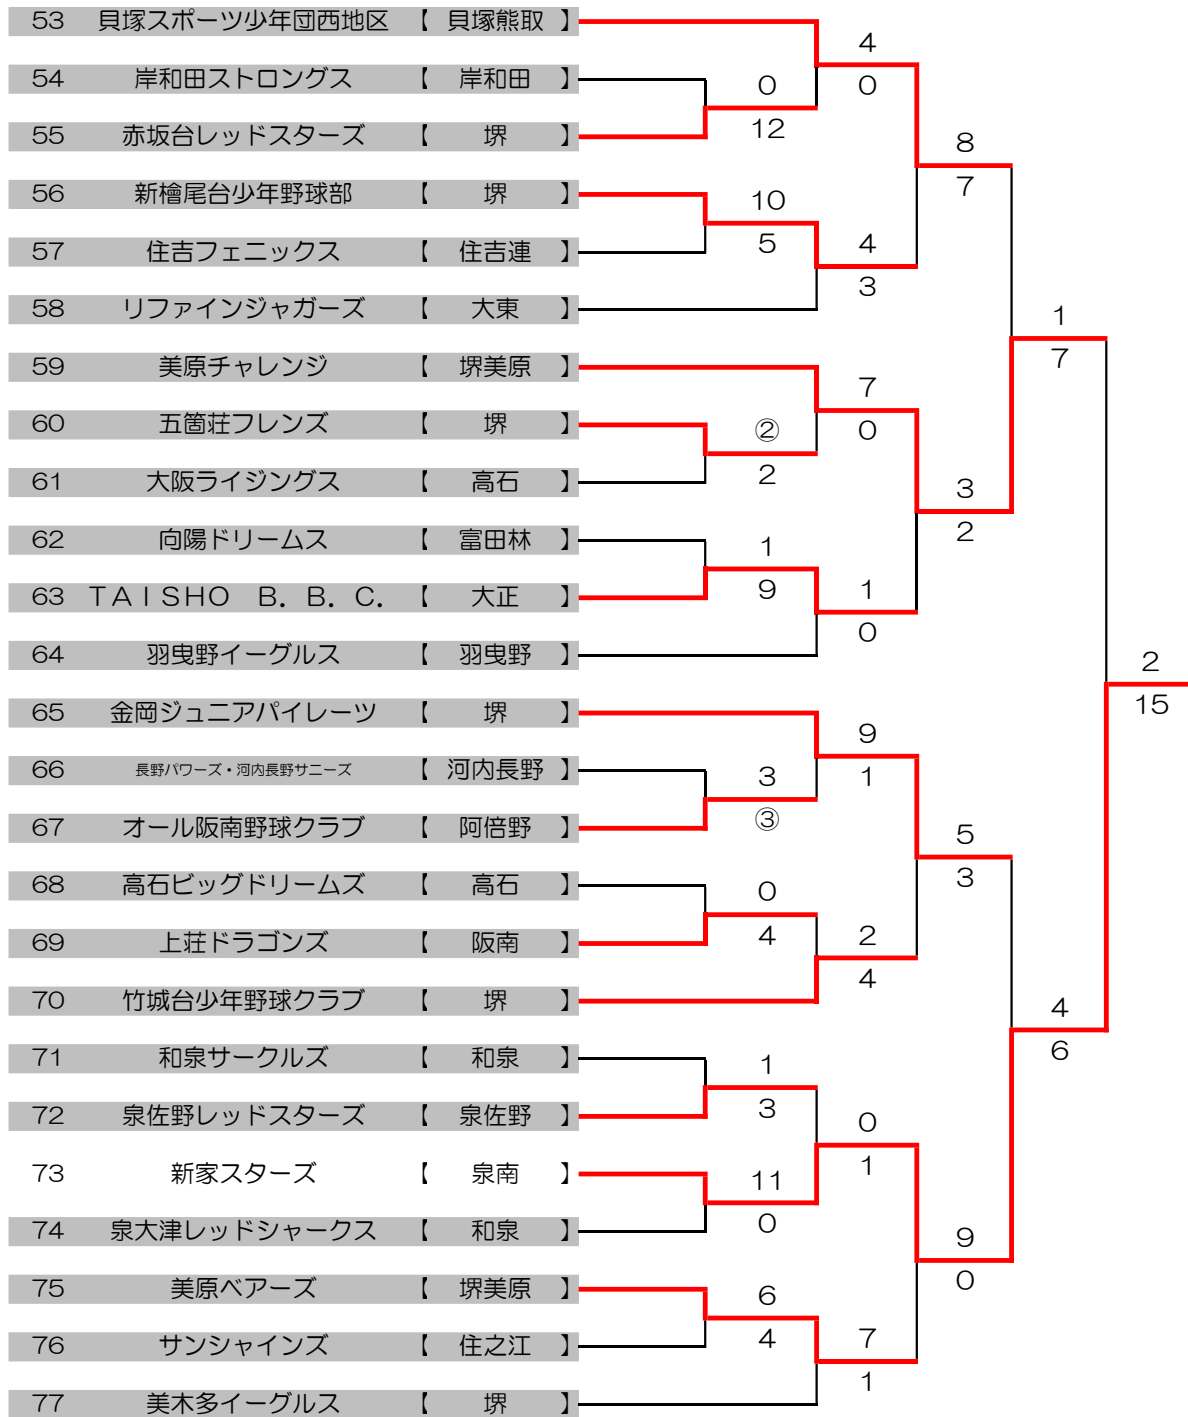 53 貝塚スポーツ少年団西地区 【 貝塚熊取 】
4
54 岸和田ストロングス 【 岸和田 】
0
0
55 赤坂台レッドスターズ 【 堺 】
12
8
7
56 新檜尾台少年野球部 【 堺 】
10
57 住吉フェニックス 【 住吉連 】
5
4
3
58 リファインジャガーズ 【 大東 】
1
7
59 美原チャレンジ 【 堺美原 】
7
60 五箇荘フレンズ 【 堺 】
②
0
61 大阪ライジングス 【 高石 】
2
3
2
62 向陽ドリームス 【 富田林 】
1
63 ＴＡＩＳＨＯ　Ｂ．Ｂ．Ｃ． 【 大正 】
9
1
0
64 羽曳野イーグルス 【 羽曳野 】
2
15
65 金岡ジュニアパイレーツ 【 堺 】
9
66 長野パワーズ・河内長野サニーズ 【 河内長野 】
3
1
67 オール阪南野球クラブ 【 阿倍野 】
③
5
3
68 高石ビッグドリームズ 【 高石 】
0
69 上荘ドラゴンズ 【 阪南 】
4
2
4
70 竹城台少年野球クラブ 【 堺 】
4
6
71 和泉サークルズ 【 和泉 】
1
72 泉佐野レッドスターズ 【 泉佐野 】
3
0
1
73 新家スターズ 【 泉南 】
11
74 泉大津レッドシャークス 【 和泉 】
0
9
0
75 美原ベアーズ 【 堺美原 】
6
76 サンシャインズ 【 住之江 】
4
7
1
77 美木多イーグルス 【 堺 】